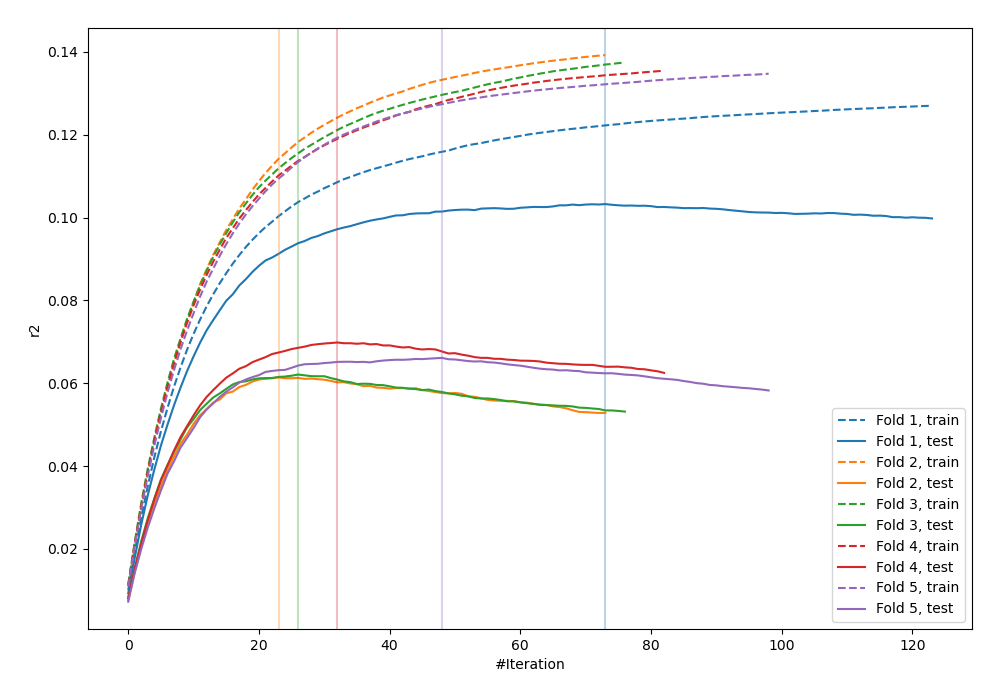 0.14
0.12
0.10
0.08
0.06
0.04
0.02
r2
0 20 40 60 80 100 120
#Iteration
Fold 1, train
Fold 1, test
Fold 2, train
Fold 2, test
Fold 3, train
Fold 3, test
Fold 4, train
Fold 4, test
Fold 5, train
Fold 5, test